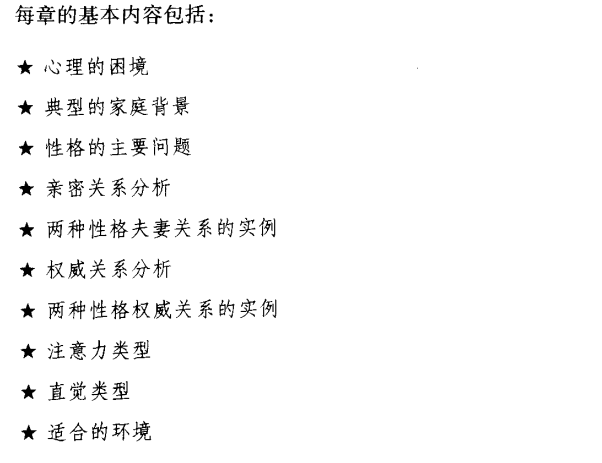 每章的基本内容包括：
★ 心理的困境
★ 典型的家庭背景
★ 性格的主要问题
★ 亲密关系分析
★ 两种性格夫妻关系的实例
★ 权威关系分析
★ 两种性格权威关系的实例
★ 注意力类型
★ 直觉类型
★ 适合的环境